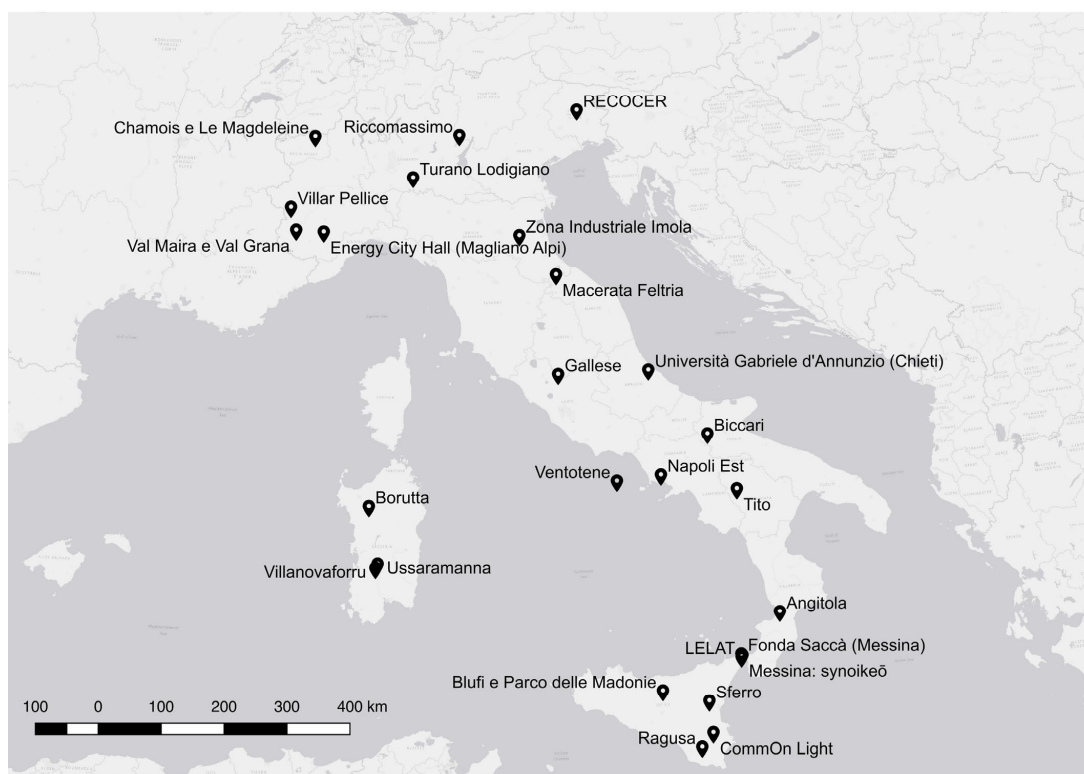 RECOCER
Chamois e Le Magdeleine
Riccomassimo
Turano Lodigiano
Villar Pellice
Val Maira e Val Grana
Energy City Hall (Magliano Alpi)
Zona Industriale Imola
Macerata Feltria
Gallese
Università Gabriele d'Annunzio (Chieti)
Biccari
Ventotene
Napoli Est
Tito
Borutta
Villanovaforru
Ussaramanna
Angitola
LELAT
Fonda Saccà (Messina)
Messina: synoikeō
Blufi e Parco delle Madonie
Sferro
Ragusa
CommOn Light
100 0 100 200 300 400 km